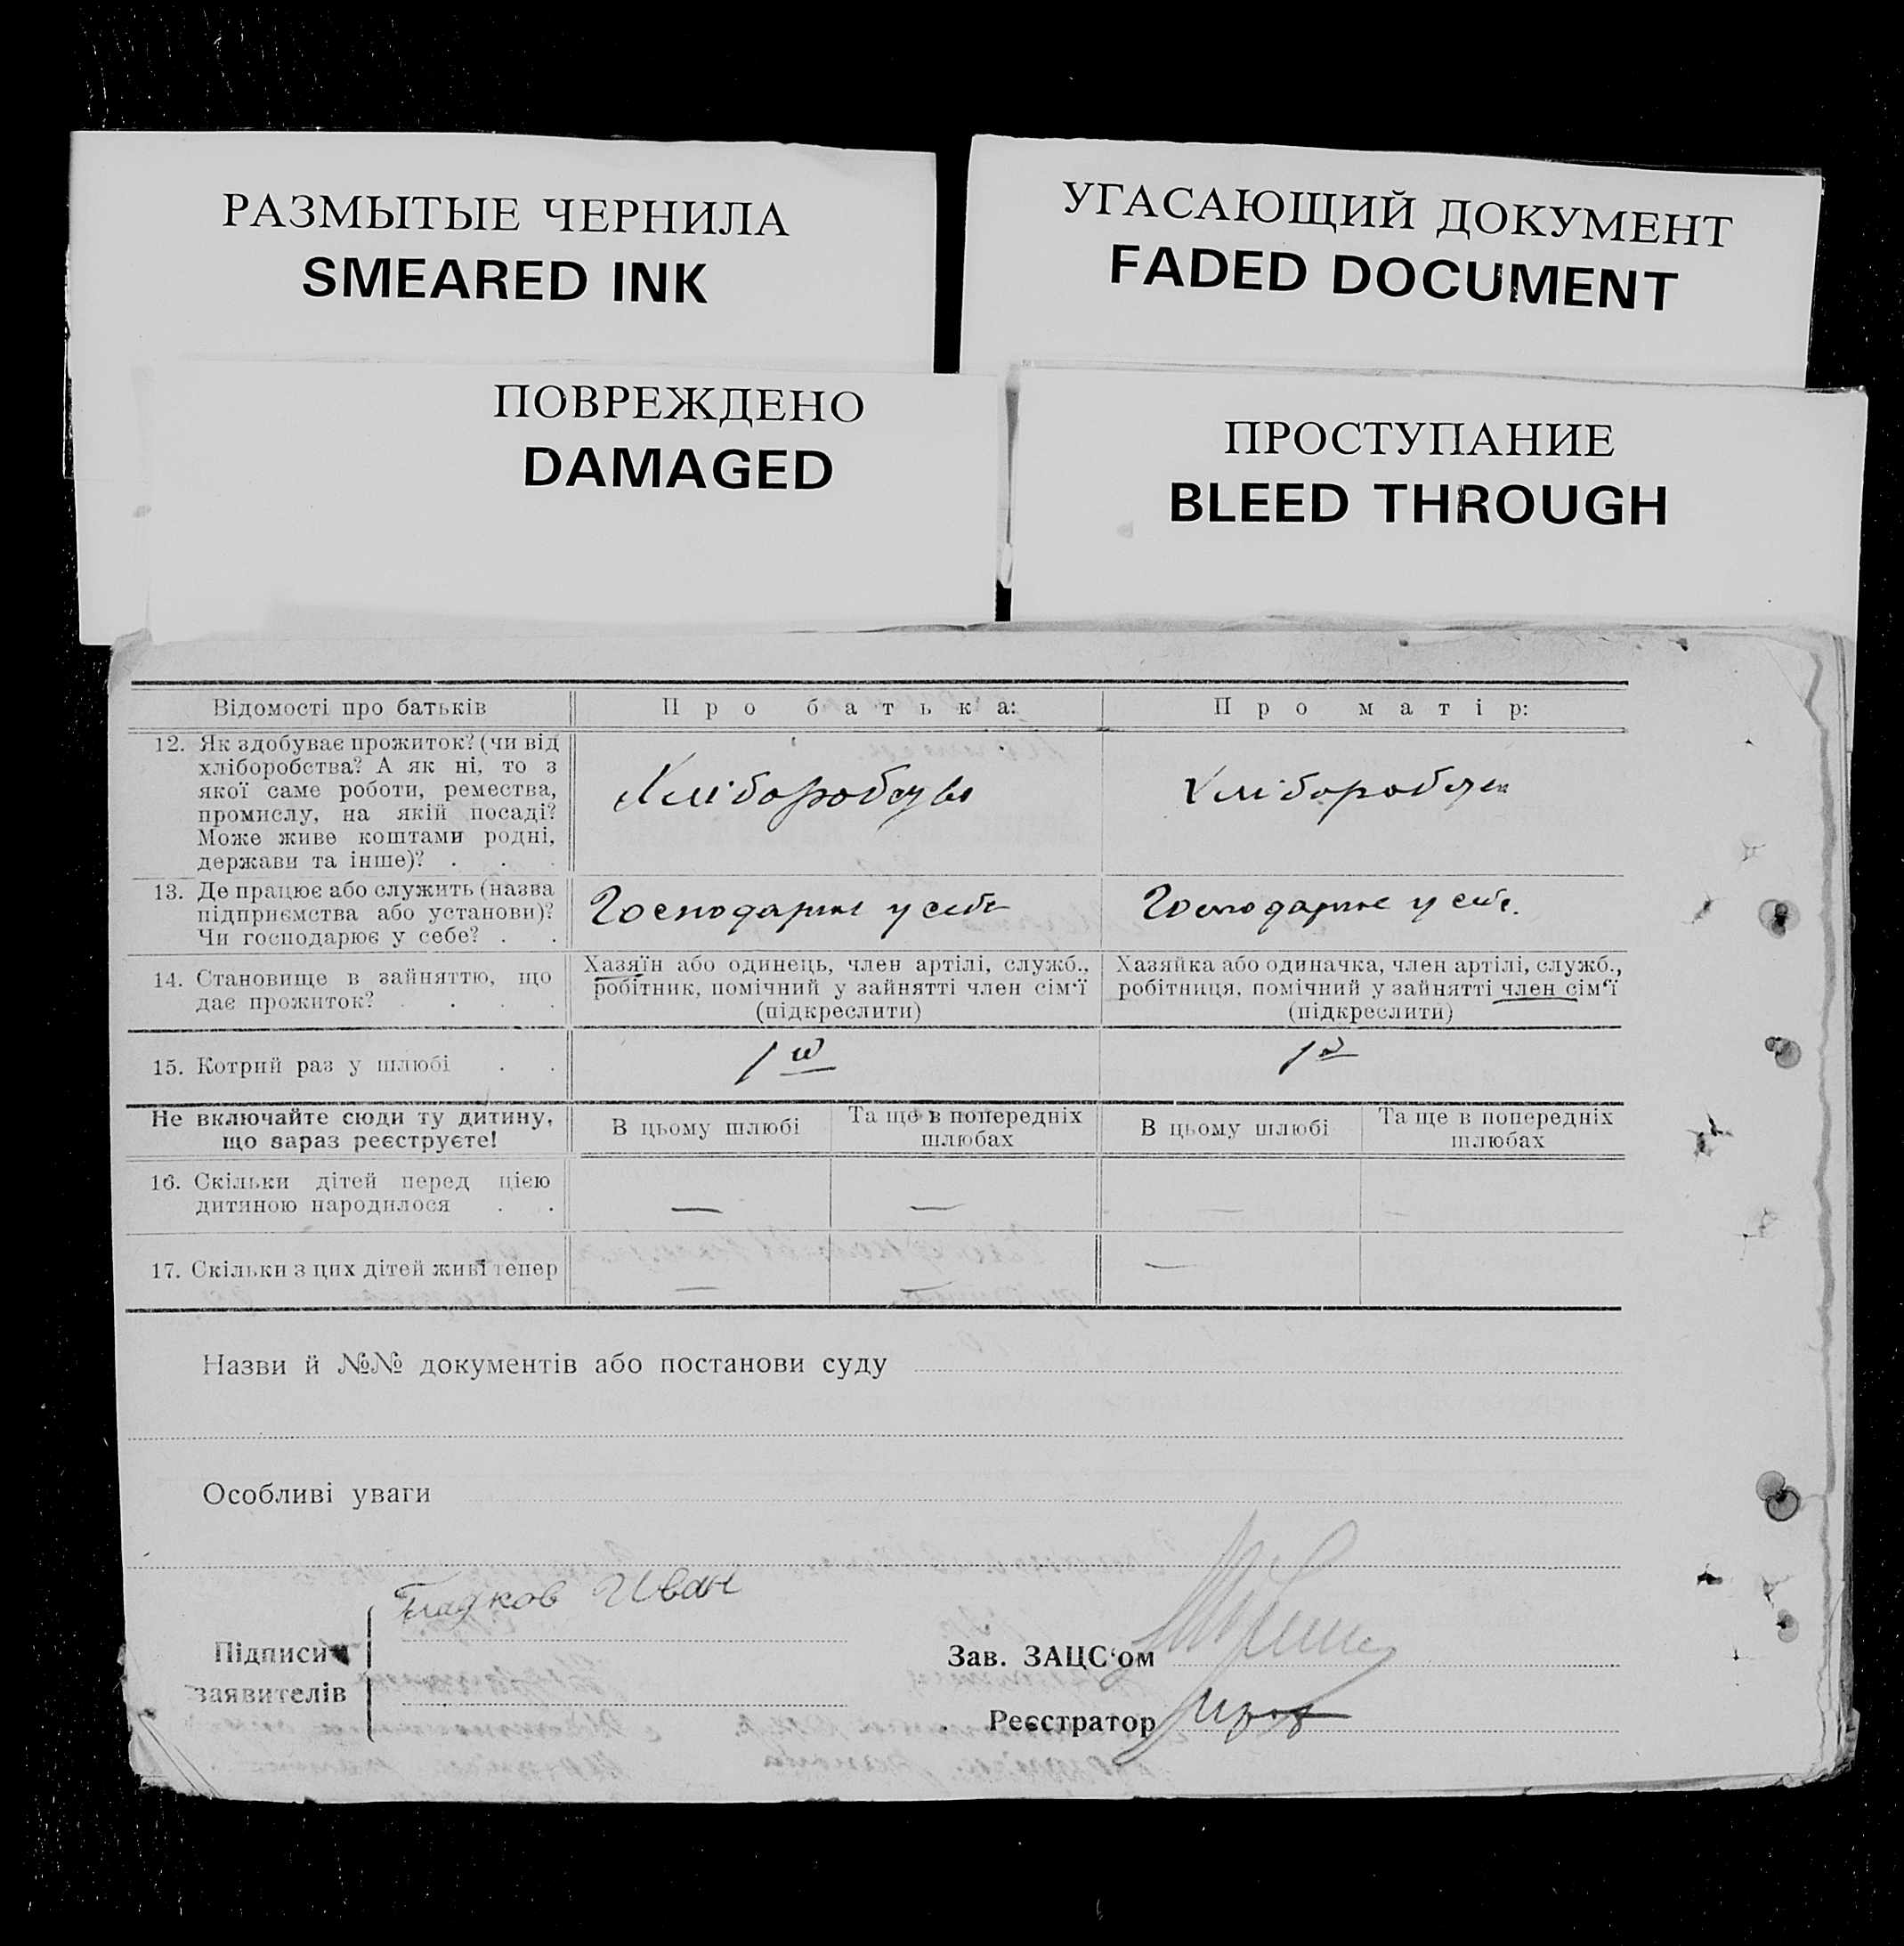 РАЗМЫТЫЕ ЧЕРНИЛА
SMEARED INK
УГАСАЮЩИЙ ДОКУМЕНТ
FADED DOCUMENT
ПОВРЕЖДЕНО
DAMAGED
ПРОСТУПАНИЕ
BLEED THROUGH
Відомості про батьків
Про батька:
Про матір:
12. Як здобуває прожиток? (чи від
хліборобства? А як ні, то з
якої саме роботи, ремества,
промислу, на якій посаді?
Може живе коштами родні,
держави та інше)? . . .
Хліборобство
13. Де працює або служить (назва
підприємства або установи)?
Чи господарює у себе? . .
Господарює у себе
Господарює у себе.
14. Становище в зайняттю, що
дає прожиток? . . . .
Хазяїн або одинець, член артілі, служб.,
робітник, помічний у зайнятті член сім'ї
(підкреслити)
Хазяйка або одиначка, член артілі, служб.,
робітниця, помічний у зайнятті член сім'ї
(підкреслити)
15. Котрий раз у шлюбі . .
1й
1й
Не включайте сюди ту дитину,
що зараз реєструєте!
В цьому шлюбі
Та ще в попередніх
шлюбах
В цьому шлюбі
Та ще в попередніх
шлюбах
16. Скільки дітей перед цією
дитиною народилося . .
— — — —
17. Скільки з цих дітей живі тепер
— — —
Назви й №№ документів або постанови суду
Особливі уваги
Гладков Иван
Підписи
заявителів
Зав. ЗАЦС'ом
Реєстратор